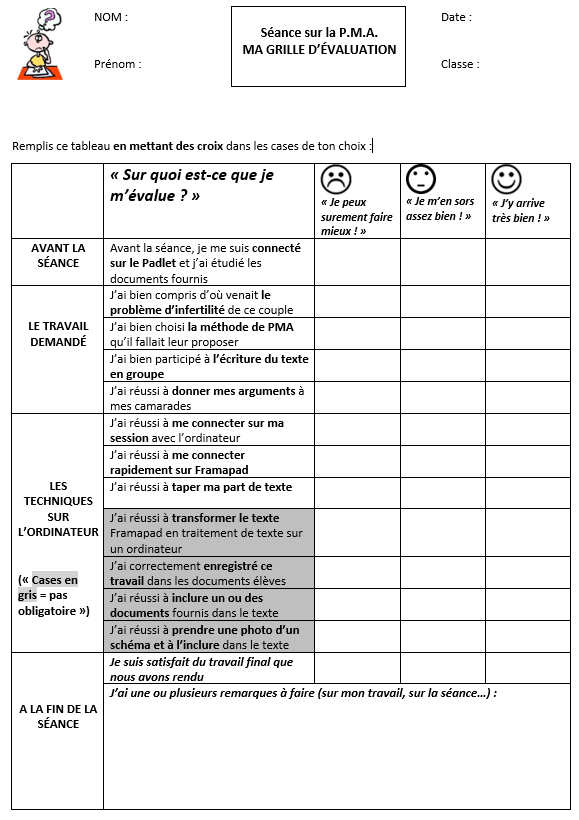 NOM :
Prénom :
Séance sur la P.M.A.
MA GRILLE D’ÉVALUATION
Date :
Classe :
Remplis ce tableau en mettant des croix dans les cases de ton choix :
« Sur quoi est-ce que je
m’évalue ? »
« Je peux
surement faire
mieux ! »
« Je m’en sors
assez bien ! »
« J’y arrive
très bien ! »
AVANT LA
SÉANCE
Avant la séance, je me suis connecté
sur le Padlet et j’ai étudié les
documents fournis
LE TRAVAIL
DEMANDÉ
J’ai bien compris d’où venait le
problème d’infertilité de ce couple
J’ai bien choisi la méthode de PMA
qu’il fallait leur proposer
J’ai bien participé à l’écriture du texte
en groupe
J’ai réussi à donner mes arguments à
mes camarades
LES
TECHNIQUES
SUR
L’ORDINATEUR
(« Cases en
gris = pas
obligatoire »)
J’ai réussi à me connecter sur ma
session avec l’ordinateur
J’ai réussi à me connecter
rapidement sur Framapad
J’ai réussi à taper ma part de texte
J’ai réussi à transformer le texte
Framapad en traitement de texte sur
un ordinateur
J’ai correctement enregistré ce
travail dans les documents élèves
J’ai réussi à inclure un ou des
documents fournis dans le texte
J’ai réussi à prendre une photo d’un
schéma et à l’inclure dans le texte
A LA FIN DE LA
SÉANCE
Je suis satisfait du travail final que
nous avons rendu
J’ai une ou plusieurs remarques à faire (sur mon travail, sur la séance…) :